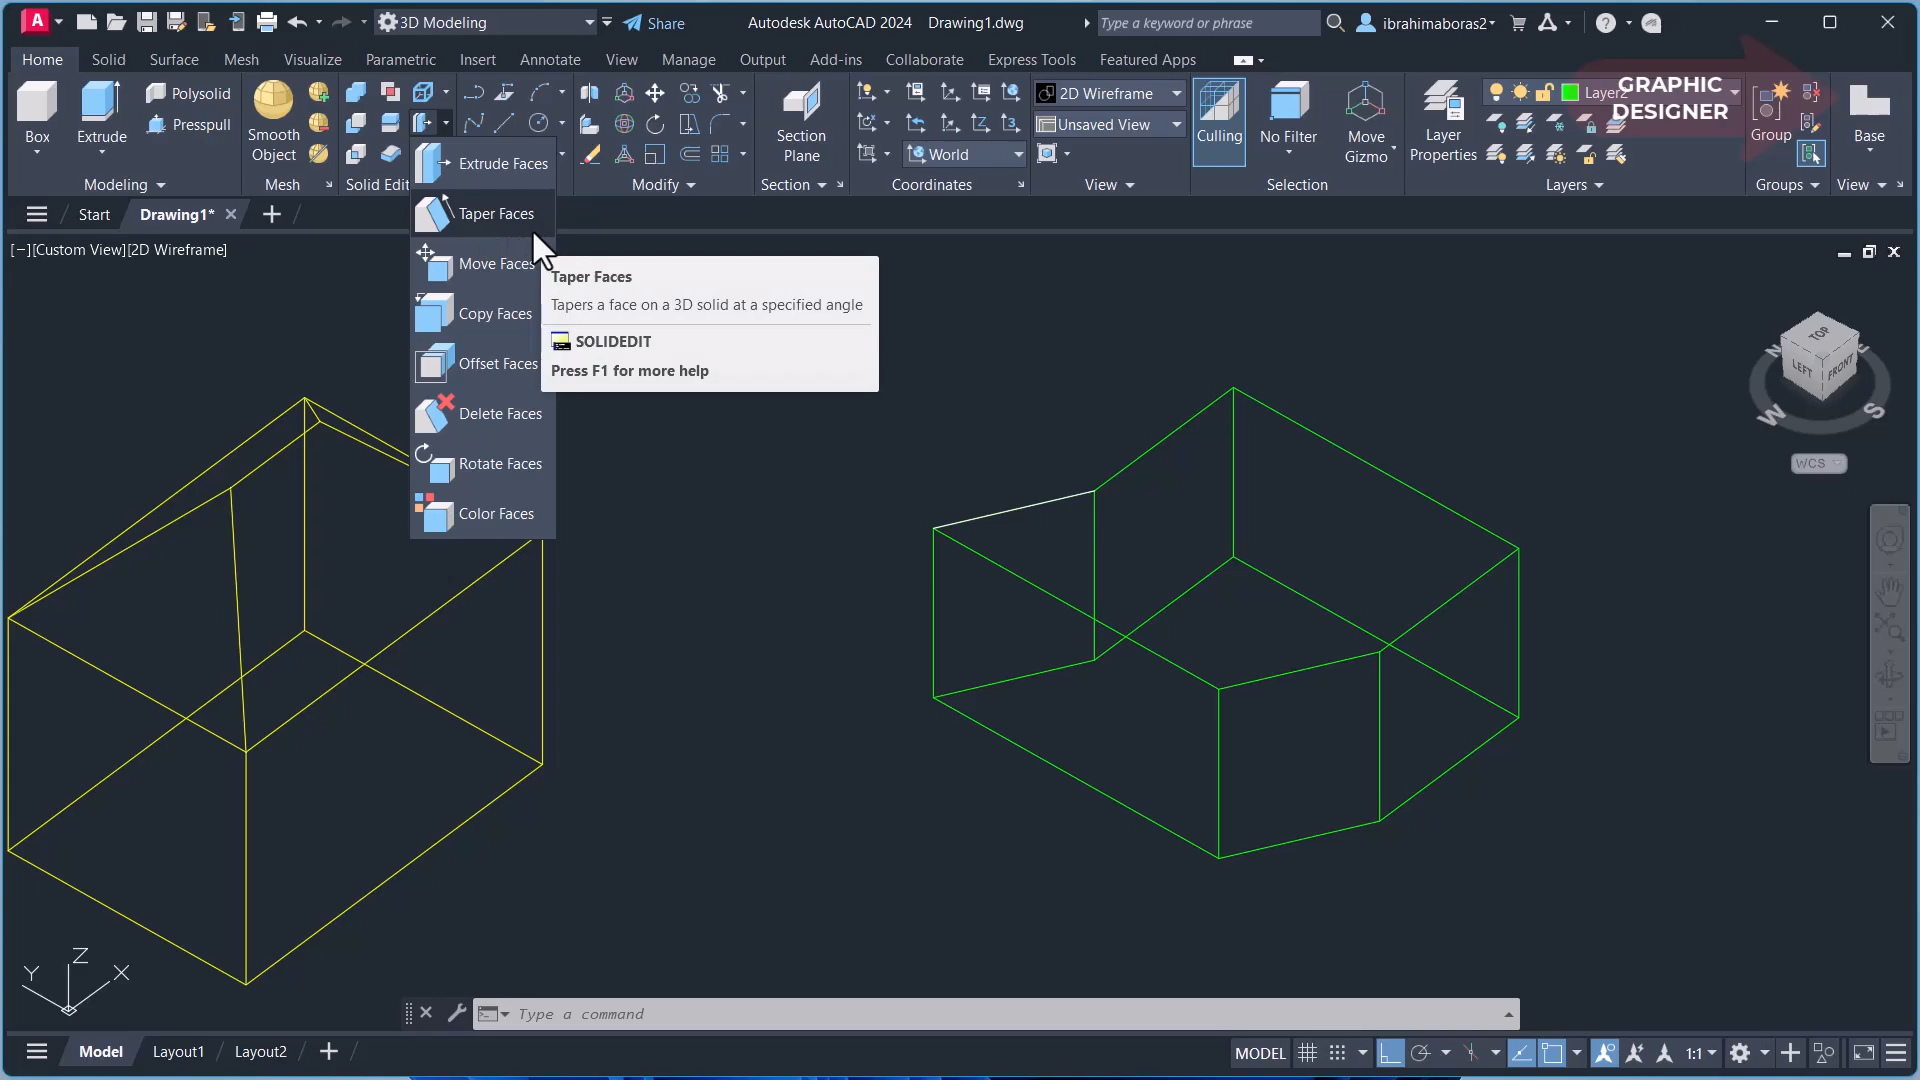 3D Modeling
Share
Autodesk AutoCAD 2024 Drawing1.dwg
Type a keyword or phrase
ibrahimaboras2
Home Solid Surface Mesh Visualize Parametric Insert Annotate View Manage Output Add-ins Collaborate Express Tools Featured Apps
Box
Extrude
Polysolid
Presspull
Modeling
Smooth
Object
Mesh
Solid Edit
Modify
Section
Plane
Section
World
Coordinates
2D Wireframe
Unsaved View
View
Culling
No Filter
Move
Gizmo
Selection
Layer
Properties
Layer2
Layers
GRAPHIC
DESIGNER
Group
Groups
Base
View
Start
Drawing1*
[−][Custom View][2D Wireframe]
Extrude Faces
Taper Faces
Move Faces
Copy Faces
Offset Faces
Delete Faces
Rotate Faces
Color Faces
Taper Faces
Tapers a face on a 3D solid at a specified angle
SOLIDEDIT
Press F1 for more help
TOP
LEFT
FRONT
N
E
W
S
WCS
Z
Y
X
Type a command
Model
Layout1
Layout2
MODEL
1:1